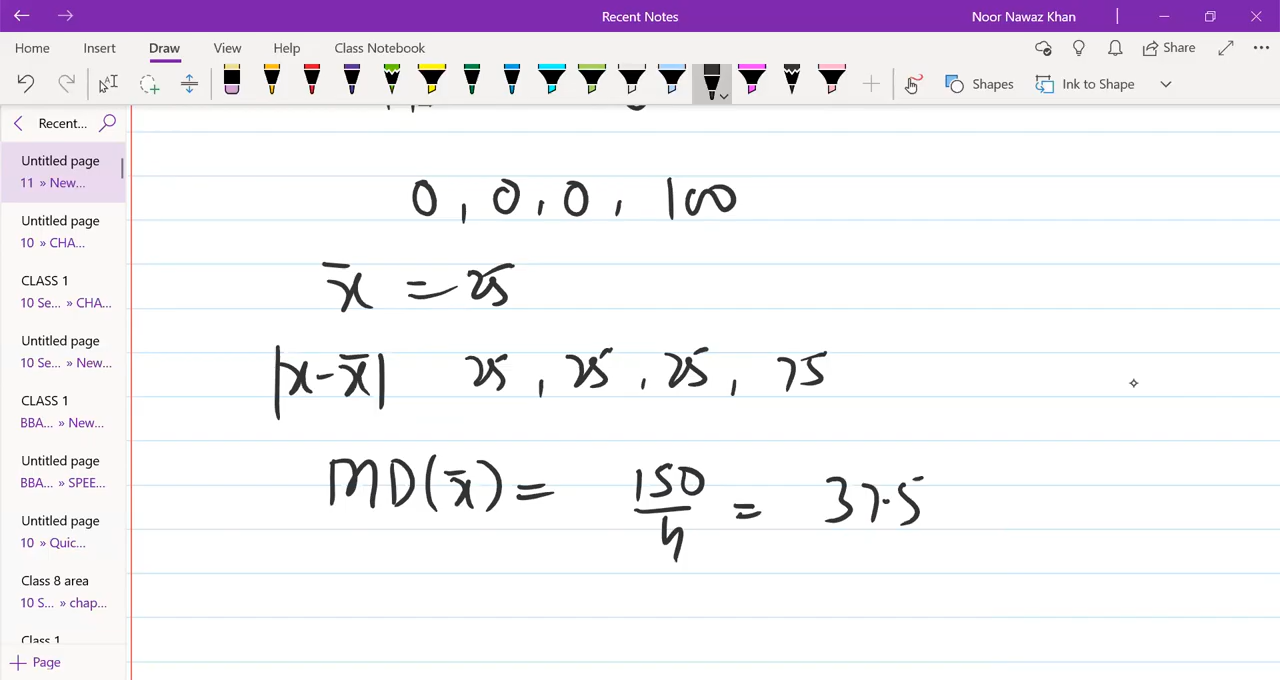 Recent Notes Noor Nawaz Khan
Home Insert Draw View Help Class Notebook Share
Shapes Ink to Shape
Recent...
Untitled page
11 » New...
Untitled page
10 » CHA...
CLASS 1
10 Se... » CHA...
Untitled page
10 Se... » New...
CLASS 1
BBA... » New...
Untitled page
BBA... » SPEE...
Untitled page
10 » Quic...
Class 8 area
10 S... » chap...
Class 1
Page
0, 0, 0, 100
x̄ = 25
|x-x̄| 25, 25, 25, 75
MD(x̄) = 150/4 = 37.5